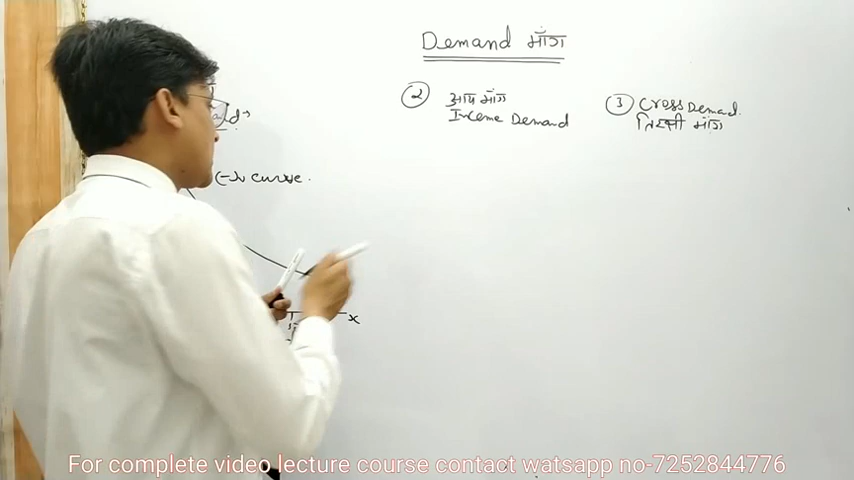 Demand माँग
② आय माँग
Income Demand
③ Cross Demand
तिरछी माँग
(-)ve curve.
x
For complete video lecture course contact watsapp no-7252844776